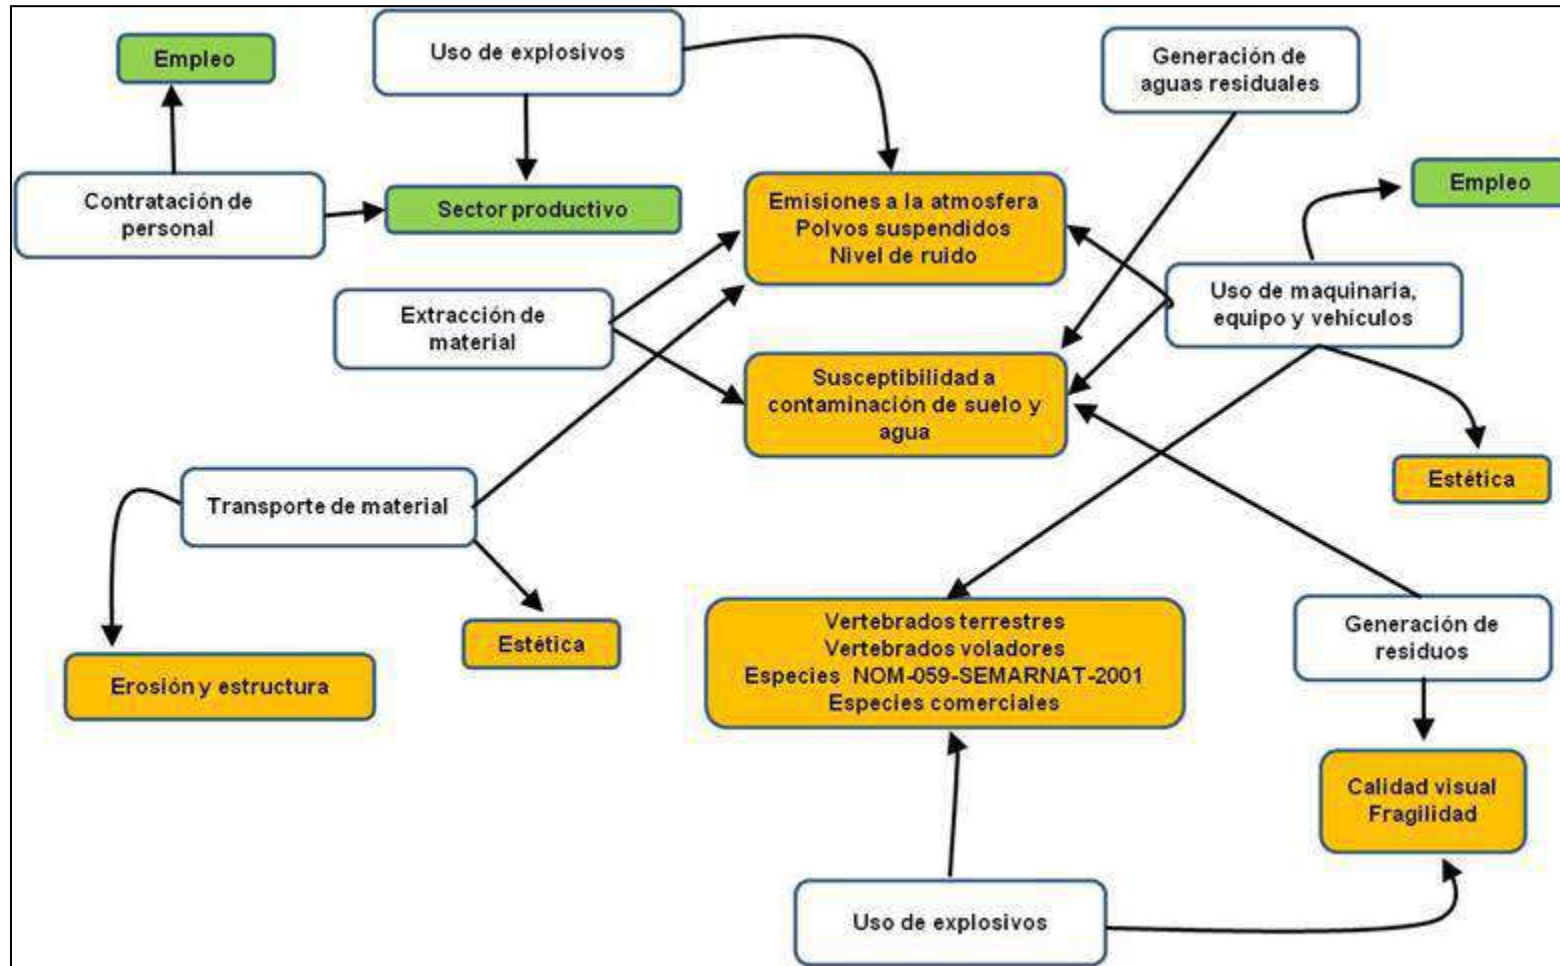 Empleo
Uso de explosivos
Generación de
aguas residuales
Contratación de
personal
Sector productivo
Emisiones a la atmosfera
Polvos suspendidos
Nivel de ruido
Empleo
Extracción de
material
Uso de maquinaria,
equipo y vehículos
Susceptibilidad a
contaminación de suelo y
agua
Transporte de material
Estética
Estética
Erosión y estructura
Vertebrados terrestres
Vertebrados voladores
Especies NOM-059-SEMARNAT-2001
Especies comerciales
Generación de
residuos
Calidad visual
Fragilidad
Uso de explosivos